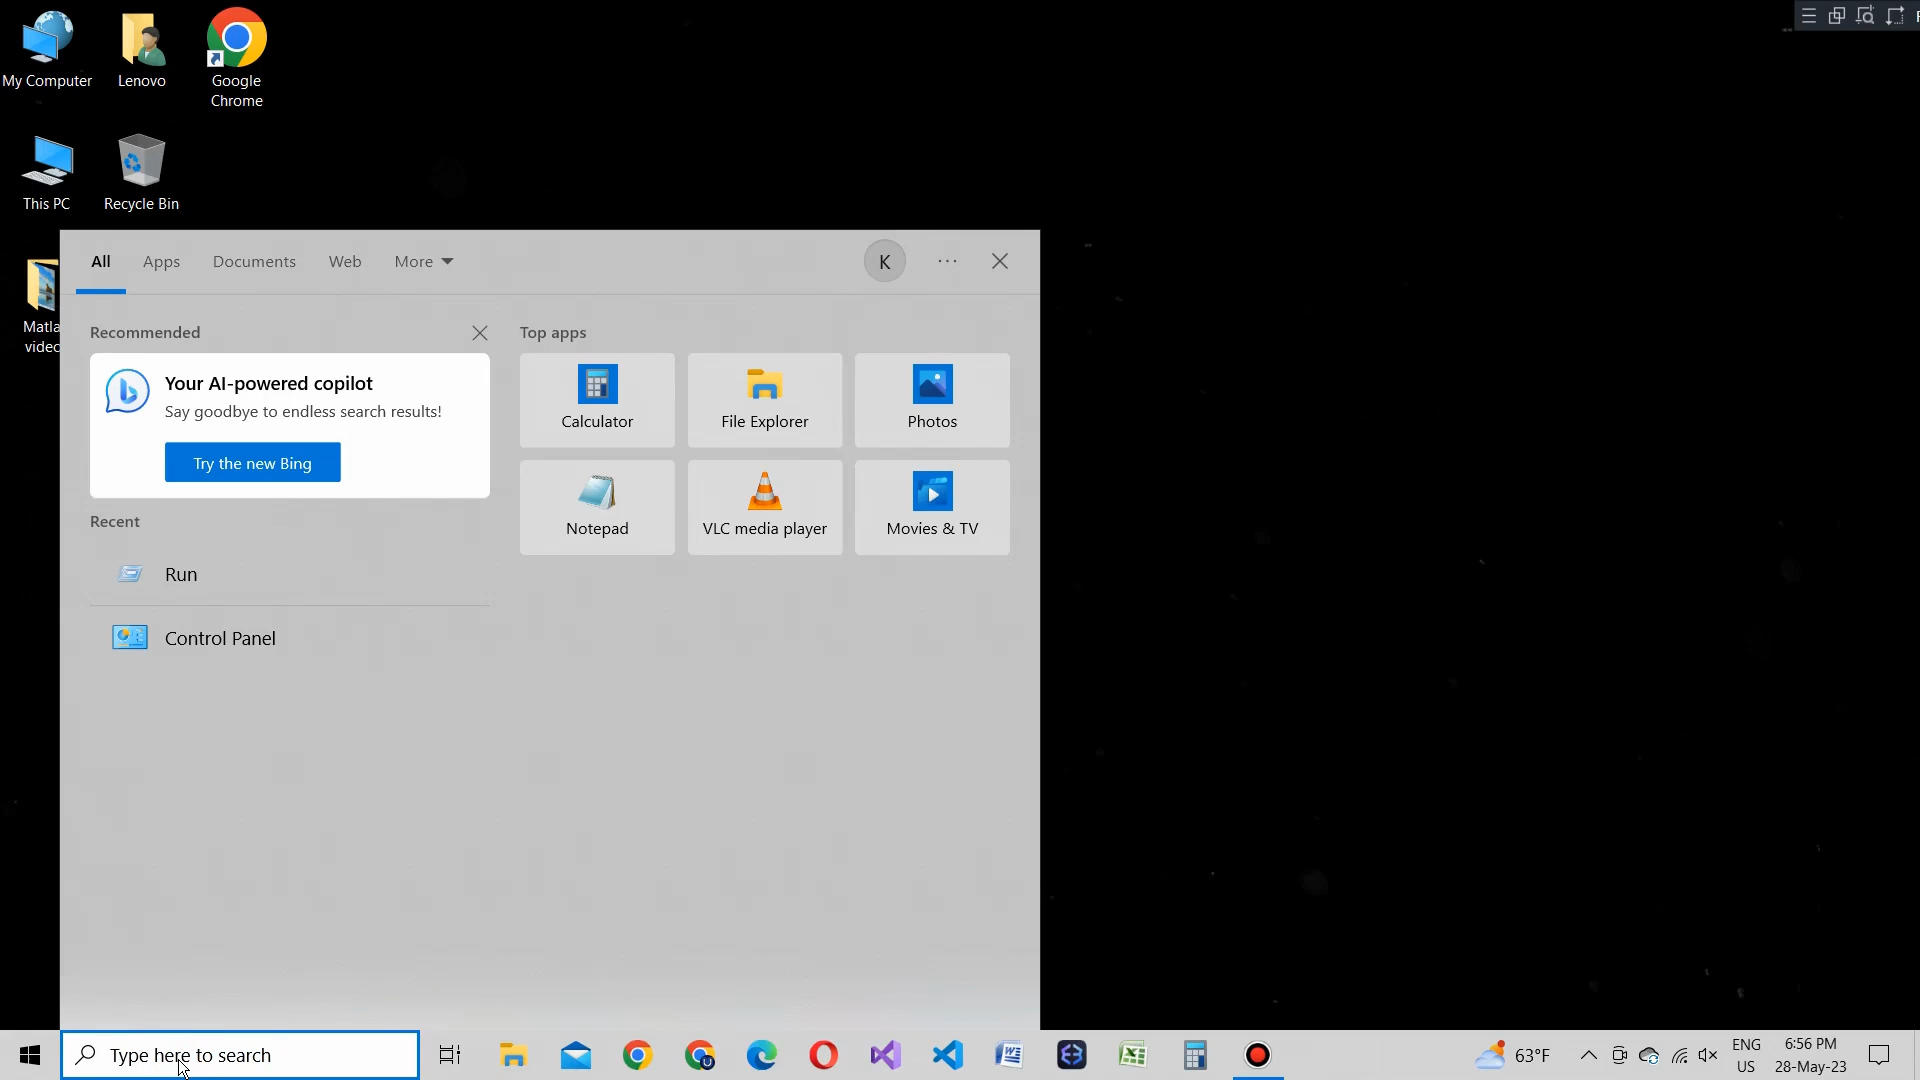 My Computer
Lenovo
Google
Chrome
This PC
Recycle Bin
Matla
video
All
Apps
Documents
Web
More
K
Recommended
Your AI-powered copilot
Say goodbye to endless search results!
Try the new Bing
Top apps
Calculator
File Explorer
Photos
Notepad
VLC media player
Movies & TV
Recent
Run
Control Panel
Type here to search
63°F
ENG
US
6:56 PM
28-May-23